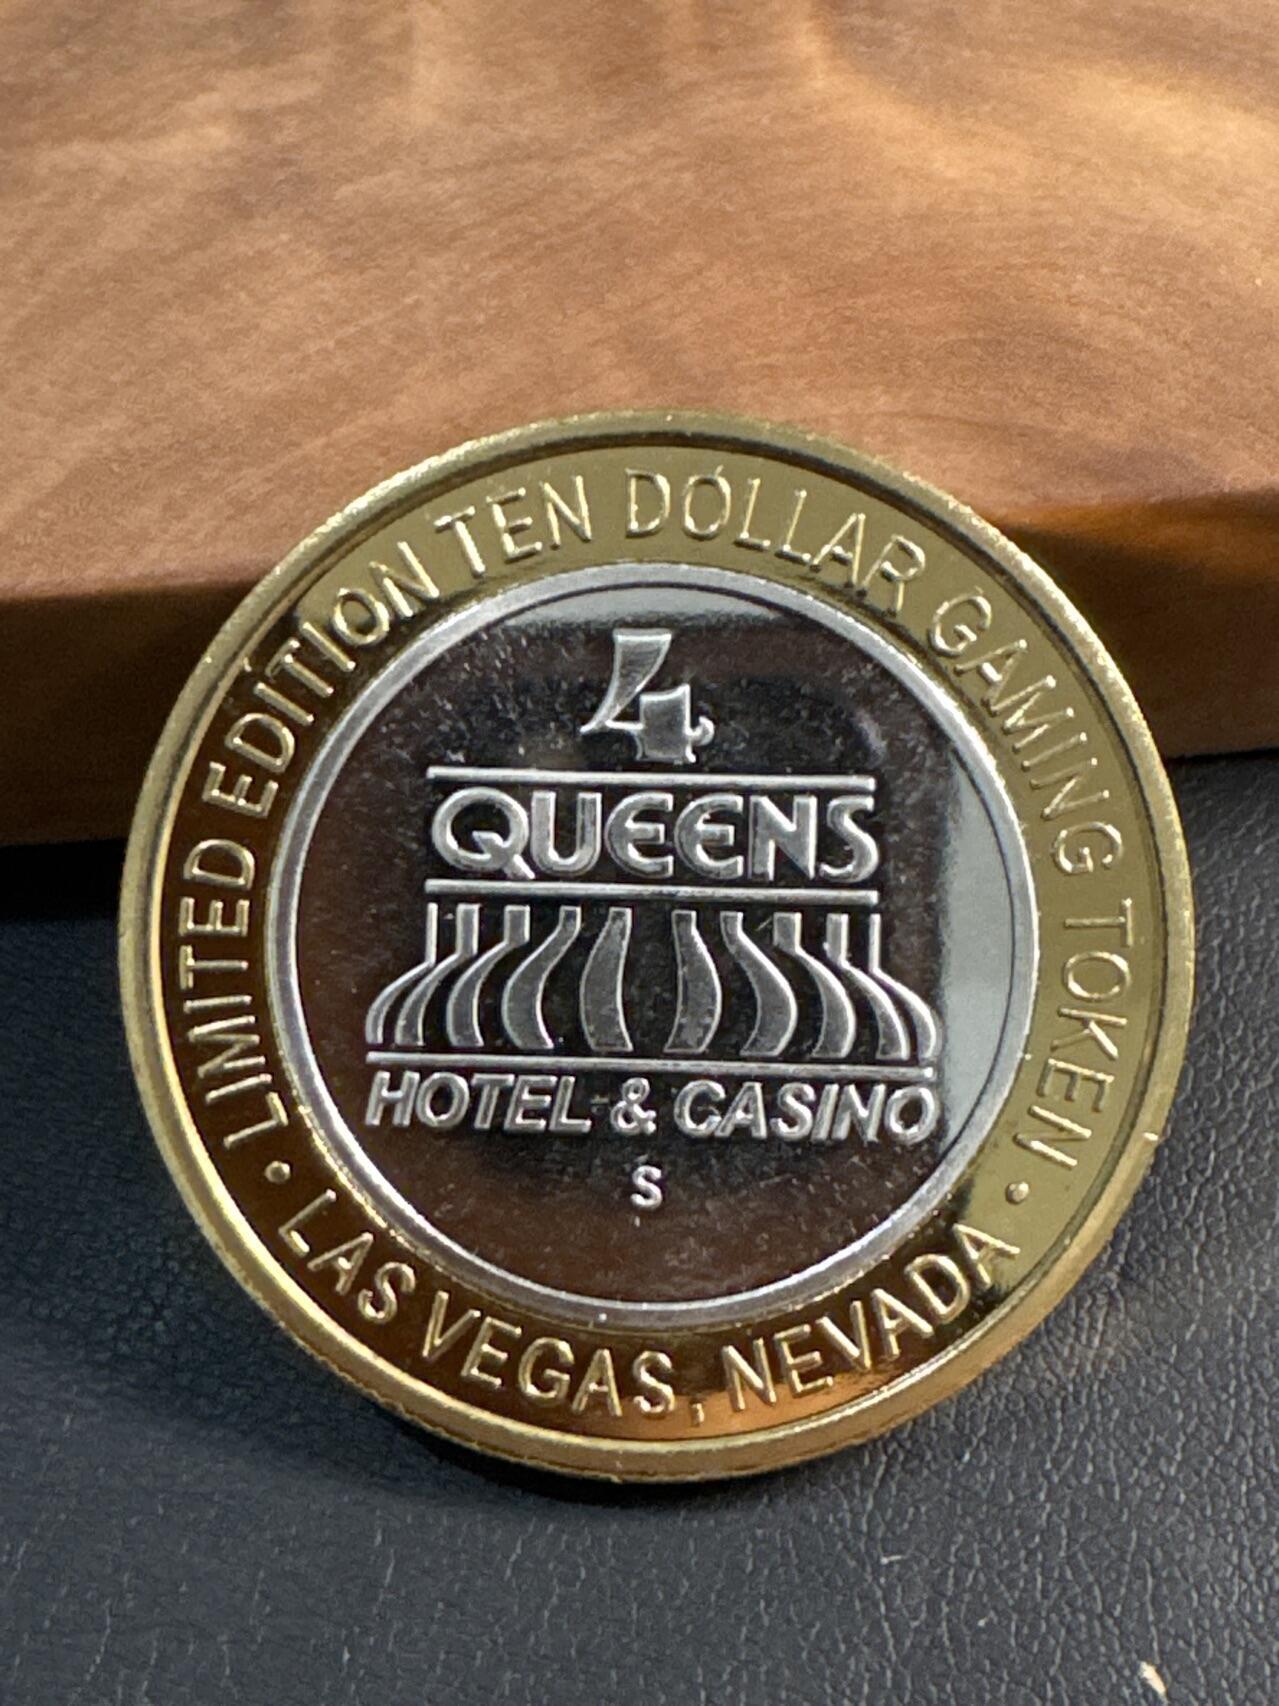 LIMITED EDITION TEN DOLLAR GAMING TOKEN
4
QUEENS
HOTEL & CASINO
S
• LAS VEGAS, NEVADA •